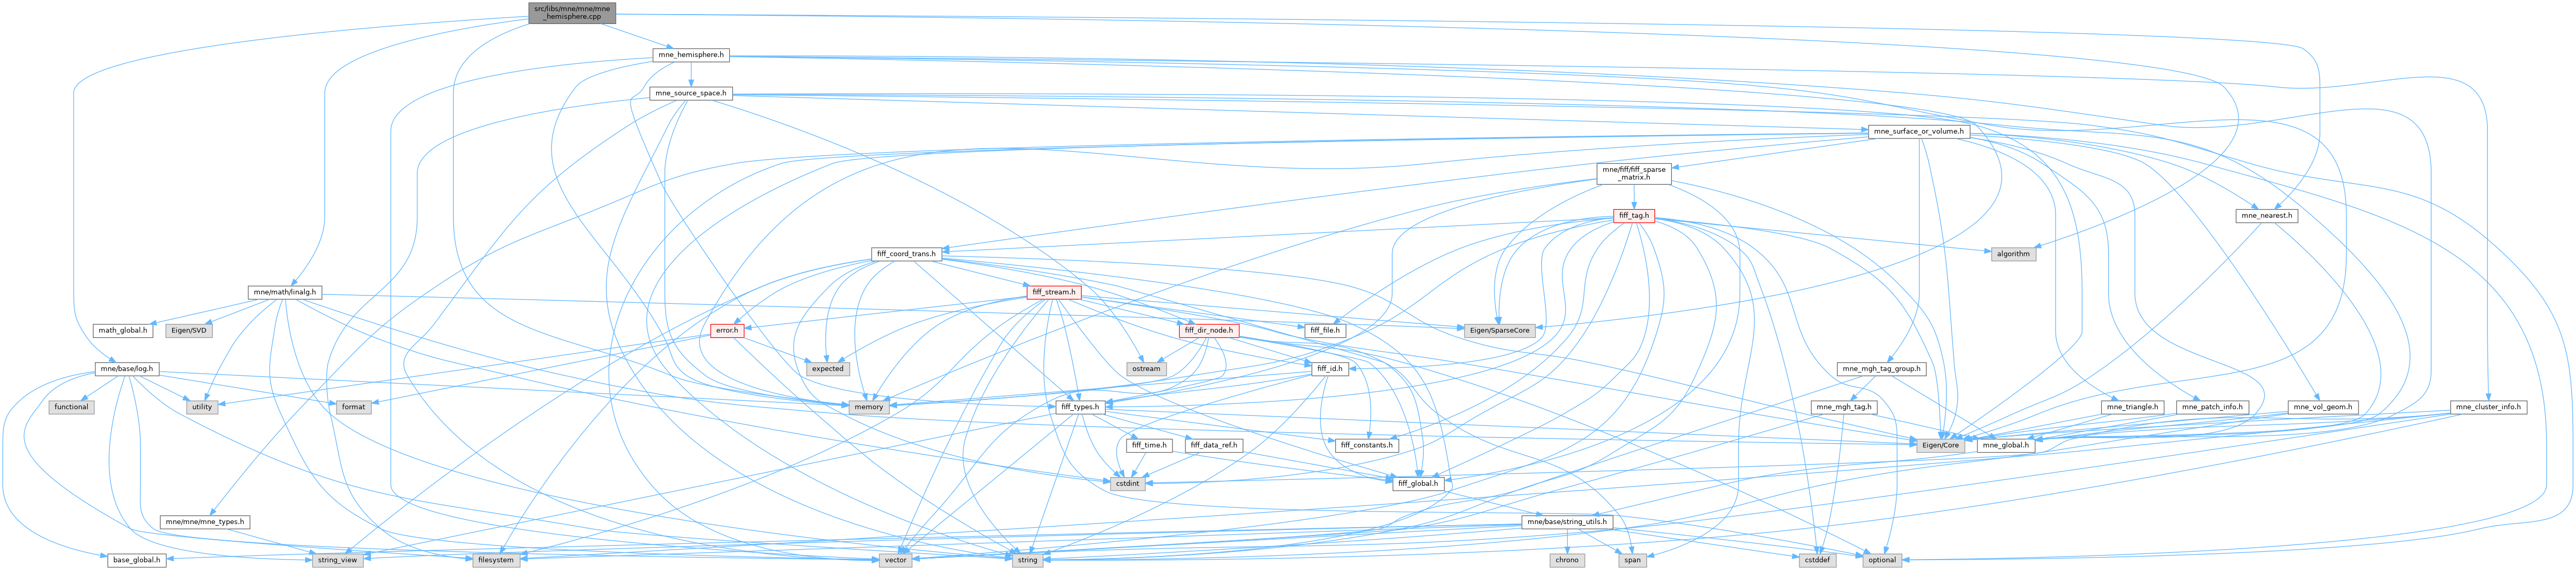 src/libs/mne/mne/mne
_hemisphere.cpp
mne_hemisphere.h
mne_source_space.h
mne_surface_or_volume.h
mne/fiff/fiff_sparse
_matrix.h
fiff_tag.h
mne_nearest.h
fiff_coord_trans.h
algorithm
mne/math/linalg.h
fiff_stream.h
math_global.h
Eigen/SVD
error.h
fiff_dir_node.h
fiff_file.h
Eigen/SparseCore
mne/base/log.h
expected
ostream
fiff_id.h
mne_mgh_tag_group.h
functional
utility
format
memory
fiff_types.h
mne_mgh_tag.h
mne_triangle.h
mne_patch_info.h
mne_vol_geom.h
mne_cluster_info.h
fiff_time.h
fiff_data_ref.h
fiff_constants.h
Eigen/Core
mne_global.h
cstdint
fiff_global.h
mne/mne/mne_types.h
mne/base/string_utils.h
base_global.h
string_view
filesystem
vector
string
chrono
span
cstddef
optional